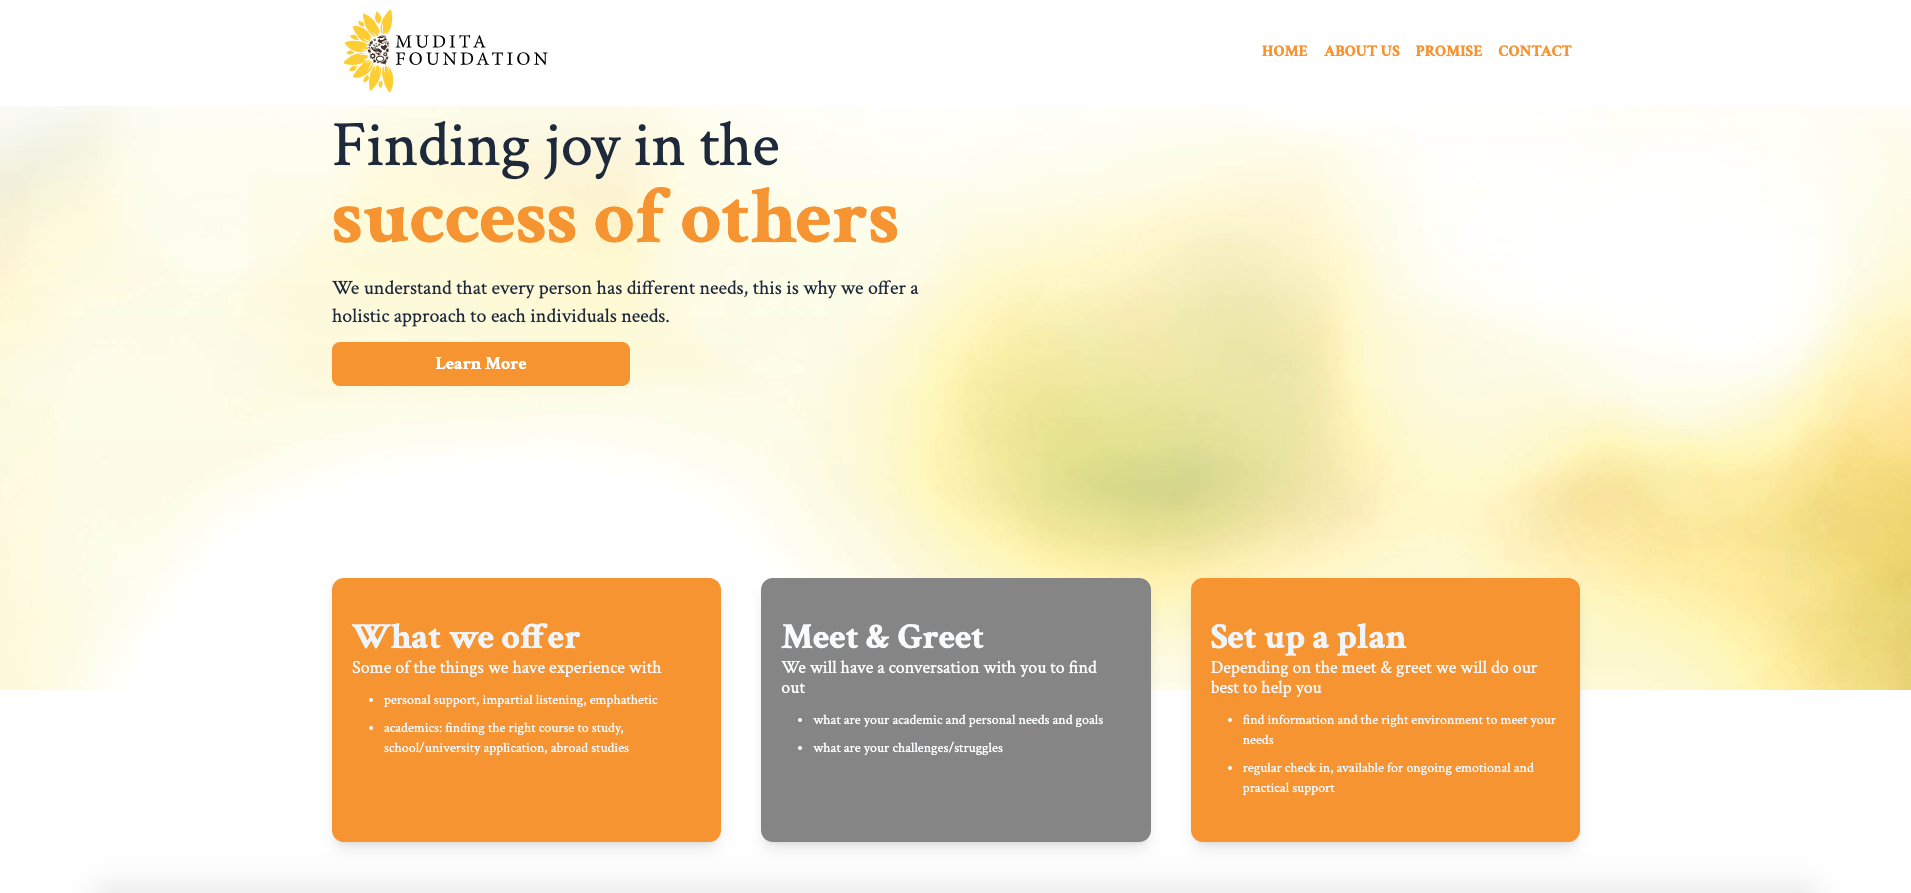 MUDITA
FOUNDATION
HOME ABOUT US PROMISE CONTACT
Finding joy in the
success of others
We understand that every person has different needs, this is why we offer a
holistic approach to each individuals needs.
Learn More
What we offer
Some of the things we have experience with
• personal support, impartial listening, emphathetic
• academics: finding the right course to study,
school/university application, abroad studies
Meet & Greet
We will have a conversation with you to find
out
• what are your academic and personal needs and goals
• what are your challenges/struggles
Set up a plan
Depending on the meet & greet we will do our
best to help you
• find information and the right environment to meet your
needs
• regular check in, available for ongoing emotional and
practical support